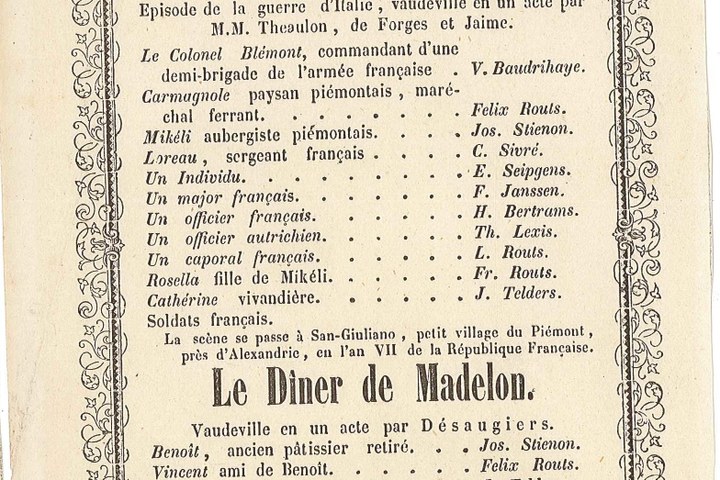 Episode de la guerre d'Italie, vaudeville en un acte par
M.M. Theaulon, de Forges et Jaime.
Le Colonel Blémont, commandant d'une
demi-brigade de l'armée française . V. Baudrihaye.
Carmagnole paysan piémontais, maré-
chal ferrant. . . . . . . Felix Routs.
Mikéli aubergiste piémontais. . . . Jos. Stienon.
Loreau, sergeant français . . . . C. Sivré.
Un Individu. . . . . . . . . E. Seipgens.
Un major français. . . . . . . F. Janssen.
Un officier français. . . . . . H. Bertrams.
Un officier autrichien. . . . . . Th. Lexis.
Un caporal français. . . . . . L. Routs.
Rosella fille de Mikéli. . . . . . Fr. Routs.
Cathérine vivandière. . . . . . J. Telders.
Soldats français.
La scène se passe à San-Giuliano, petit village du Piémont,
près d'Alexandrie, en l'an VII de la République Française.
Le Dîner de Madelon.
Vaudeville en un acte par Désaugiers.
Benoît, ancien pâtissier retiré. . . Jos. Stienon.
Vincent ami de Benoît. . . . . Felix Routs.